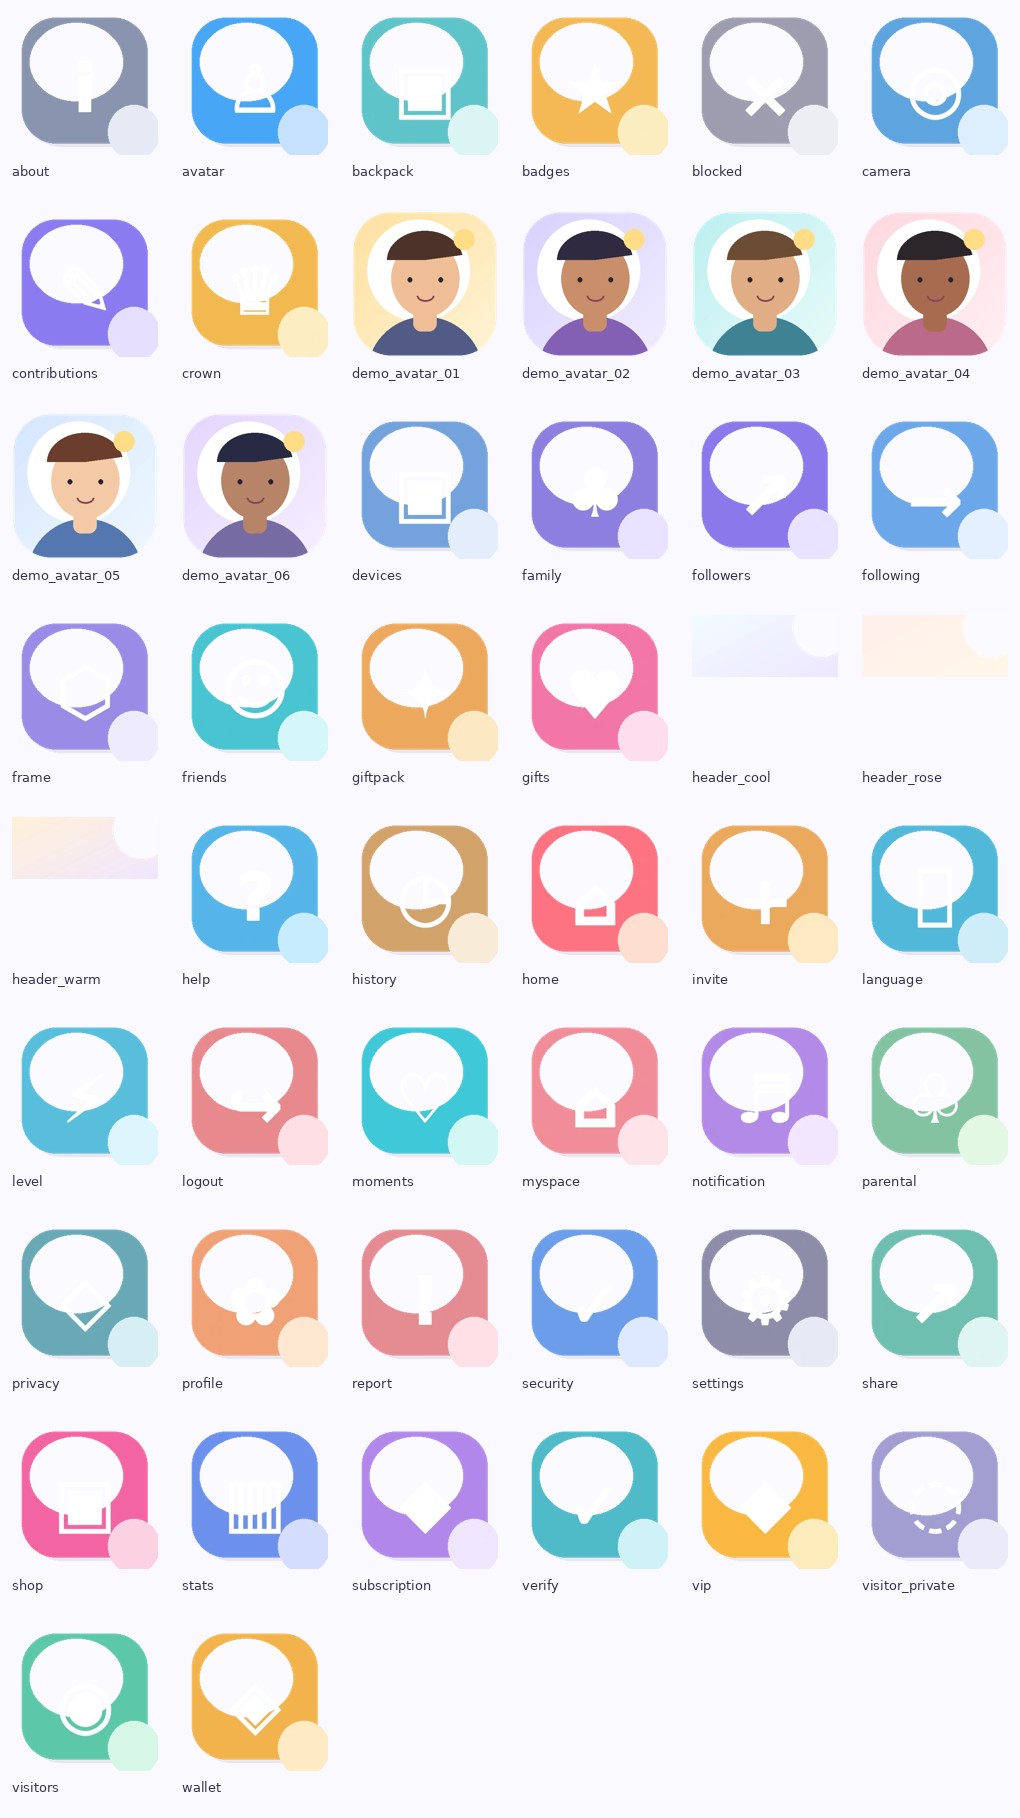 about avatar backpack badges blocked camera
contributions crown demo_avatar_01 demo_avatar_02 demo_avatar_03 demo_avatar_04
demo_avatar_05 demo_avatar_06 devices family followers following
frame friends giftpack gifts header_cool header_rose
header_warm help history home invite language
level logout moments myspace notification parental
privacy profile report security settings share
shop stats subscription verify vip visitor_private
visitors wallet